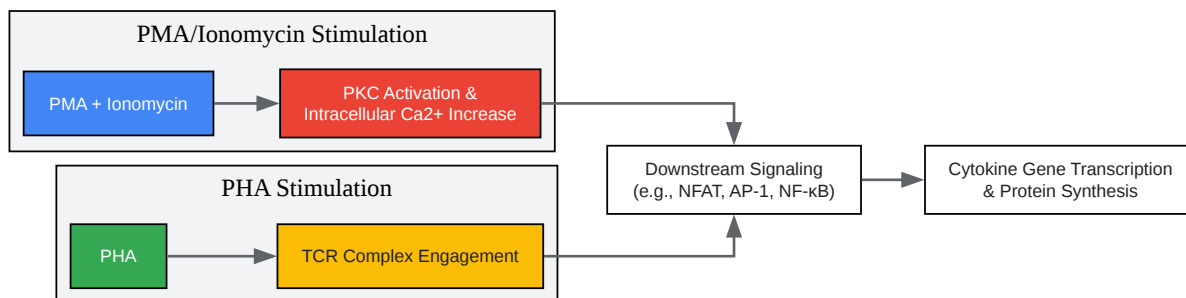 PMA/Ionomycin Stimulation
PMA + Ionomycin
PKC Activation &
Intracellular Ca2+ Increase
Downstream Signaling
(e.g., NFAT, AP-1, NF-κB)
Cytokine Gene Transcription
& Protein Synthesis
PHA Stimulation
PHA
TCR Complex Engagement